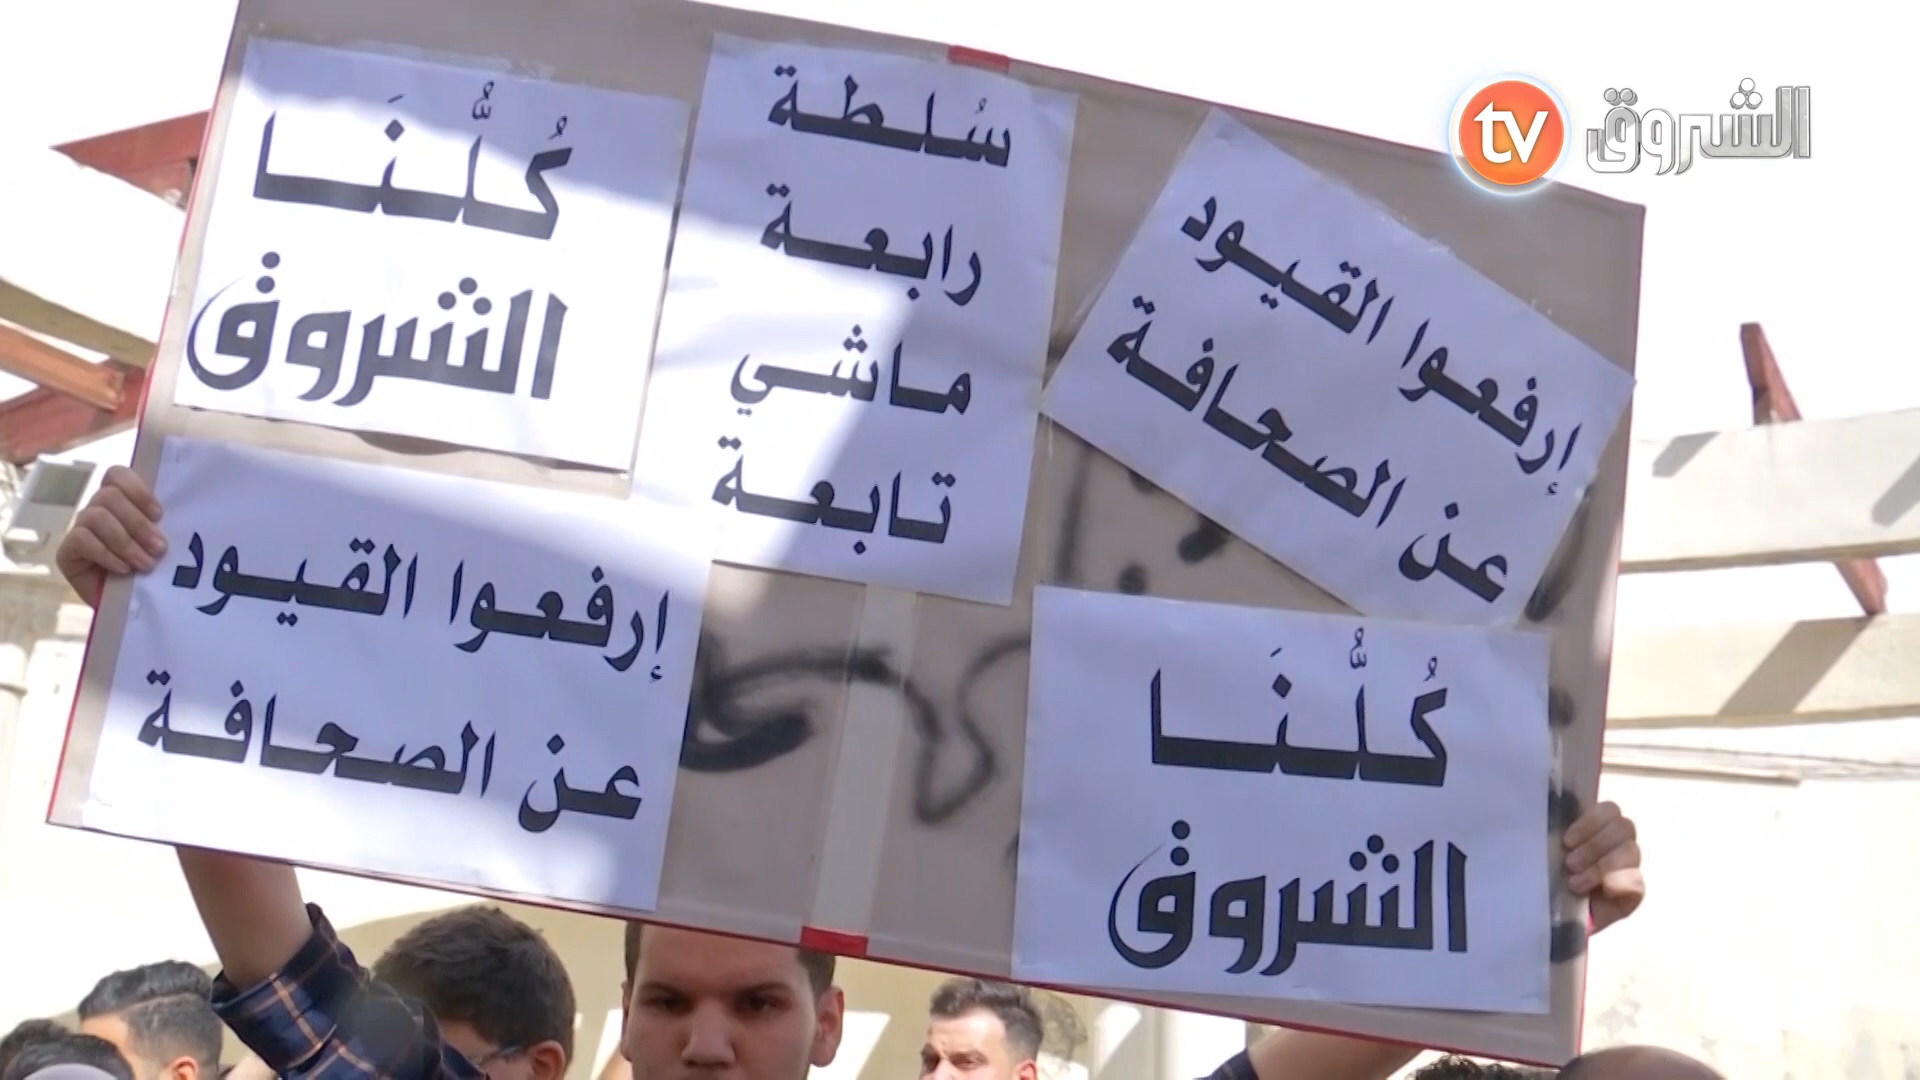 tv الشروق
إرفعوا القيود
عن الصحافة
سُلطة
رابعة
ماشي
تابعة
كُلُّنَا
الشروق
كُلُّنَا
الشروق
إرفعوا القيود
عن الصحافة